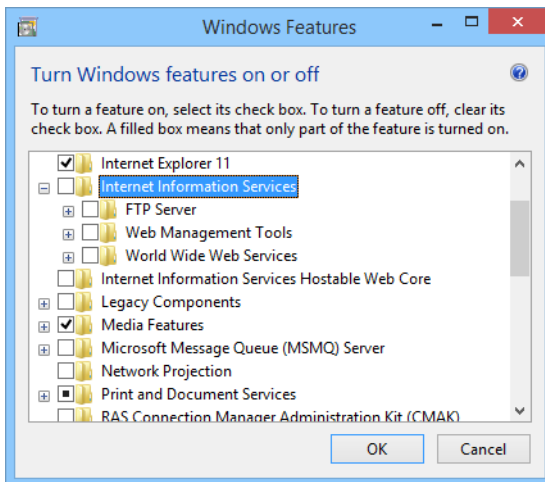 Windows Features
Turn Windows features on or off
To turn a feature on, select its check box. To turn a feature off, clear its
check box. A filled box means that only part of the feature is turned on.
Internet Explorer 11
Internet Information Services
FTP Server
Web Management Tools
World Wide Web Services
Internet Information Services Hostable Web Core
Legacy Components
Media Features
Microsoft Message Queue (MSMQ) Server
Network Projection
Print and Document Services
RAS Connection Manager Administration Kit (CMAK)
OK Cancel